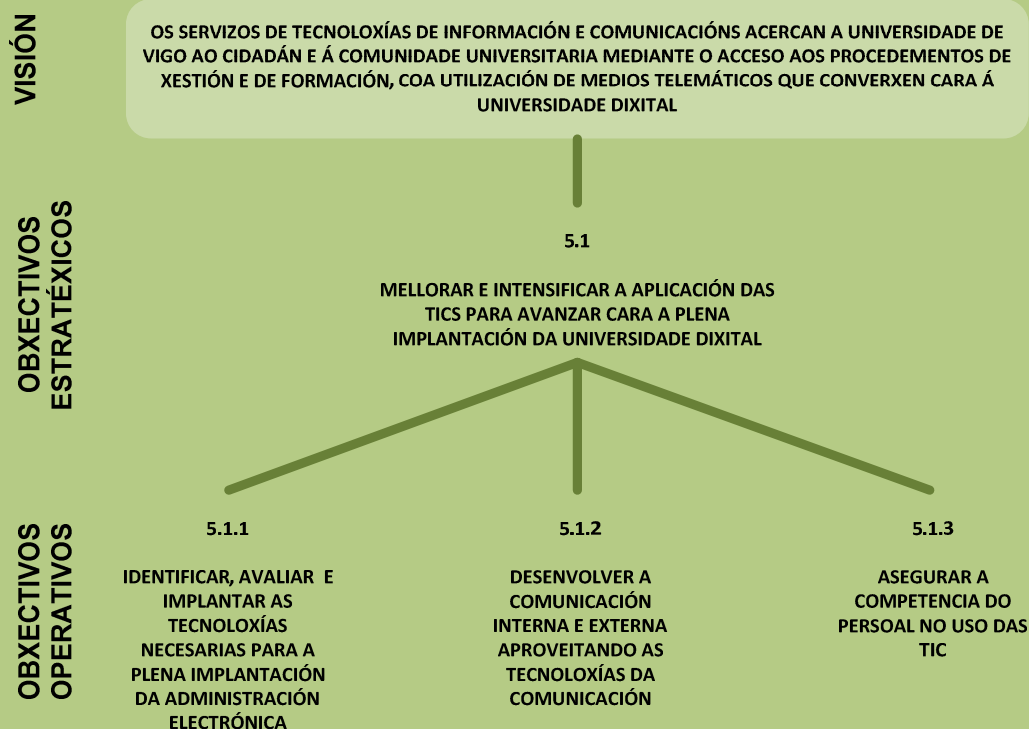 VISIÓN
OS SERVIZOS DE TECNOLOXÍAS DE INFORMACIÓN E COMUNICACIÓNS ACERCAN A UNIVERSIDADE DE
VIGO AO CIDADÁN E Á COMUNIDADE UNIVERSITARIA MEDIANTE O ACCESO AOS PROCEDEMENTOS DE
XESTIÓN E DE FORMACIÓN, COA UTILIZACIÓN DE MEDIOS TELEMÁTICOS QUE CONVERXEN CARA Á
UNIVERSIDADE DIXITAL
OBXECTIVOS
ESTRATÉXICOS
5.1
MELLORAR E INTENSIFICAR A APLICACIÓN DAS
TICS PARA AVANZAR CARA A PLENA
IMPLANTACIÓN DA UNIVERSIDADE DIXITAL
OBXECTIVOS
OPERATIVOS
5.1.1
IDENTIFICAR, AVALIAR E
IMPLANTAR AS
TECNOLOXÍAS
NECESARIAS PARA A
PLENA IMPLANTACIÓN
DA ADMINISTRACIÓN
ELECTRÓNICA
5.1.2
DESENVOLVER A
COMUNICACIÓN
INTERNA E EXTERNA
APROVEITANDO AS
TECNOLOXÍAS DA
COMUNICACIÓN
5.1.3
ASEGURAR A
COMPETENCIA DO
PERSOAL NO USO DAS
TIC